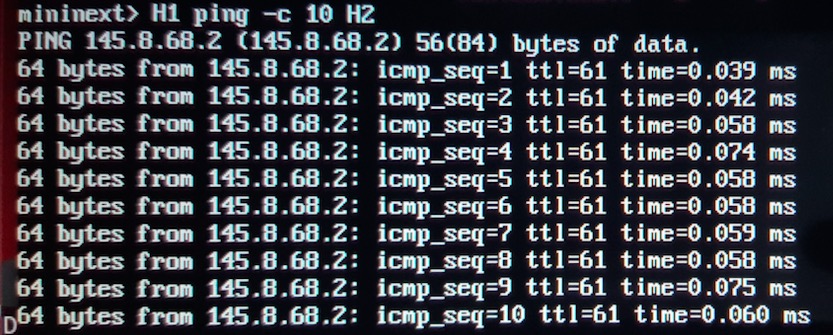 mininext> H1 ping -c 10 H2
PING 145.8.68.2 (145.8.68.2) 56(84) bytes of data.
64 bytes from 145.8.68.2: icmp_seq=1 ttl=61 time=0.039 ms
64 bytes from 145.8.68.2: icmp_seq=2 ttl=61 time=0.042 ms
64 bytes from 145.8.68.2: icmp_seq=3 ttl=61 time=0.058 ms
64 bytes from 145.8.68.2: icmp_seq=4 ttl=61 time=0.074 ms
64 bytes from 145.8.68.2: icmp_seq=5 ttl=61 time=0.058 ms
64 bytes from 145.8.68.2: icmp_seq=6 ttl=61 time=0.058 ms
64 bytes from 145.8.68.2: icmp_seq=7 ttl=61 time=0.059 ms
64 bytes from 145.8.68.2: icmp_seq=8 ttl=61 time=0.058 ms
64 bytes from 145.8.68.2: icmp_seq=9 ttl=61 time=0.075 ms
D64 bytes from 145.8.68.2: icmp_seq=10 ttl=61 time=0.060 ms